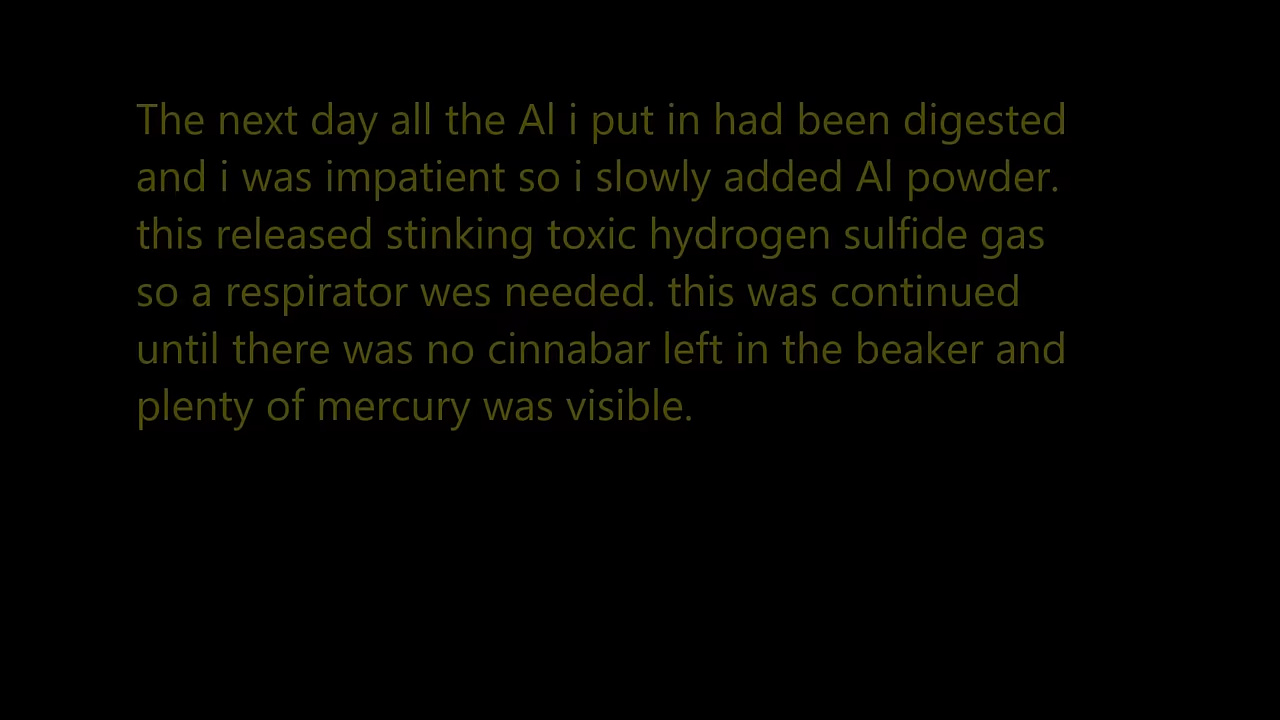 The next day all the Al i put in had been digested
and i was impatient so i slowly added Al powder.
this released stinking toxic hydrogen sulfide gas
so a respirator wes needed. this was continued
until there was no cinnabar left in the beaker and
plenty of mercury was visible.